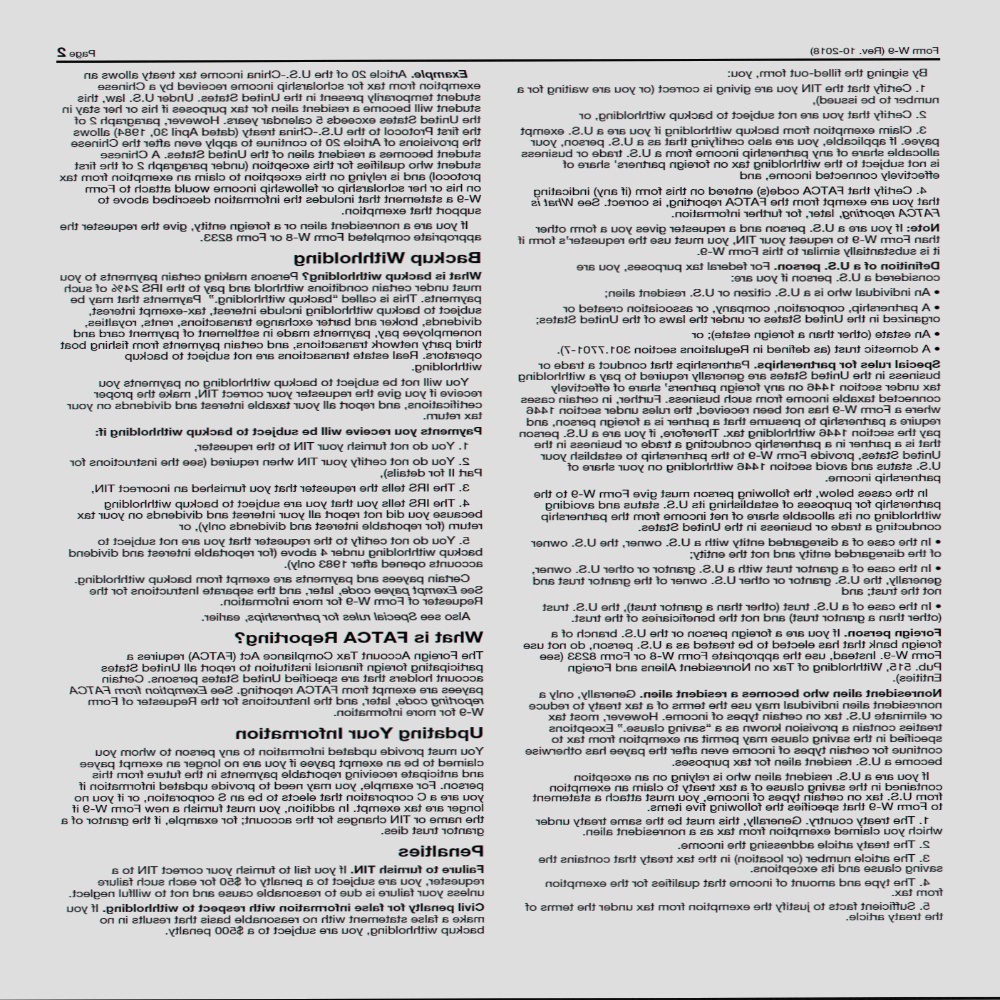 Form W-9 (Rev. 10-2018)
Page 2
By signing the filled-out form, you:
1. Certify that the TIN you are giving is correct (or you are waiting for a
number to be issued),
2. Certify that you are not subject to backup withholding, or
3. Claim exemption from backup withholding if you are a U.S. exempt
payee. If applicable, you are also certifying that as a U.S. person, your
allocable share of any partnership income from a U.S. trade or business
is not subject to the withholding tax on foreign partners' share of
effectively connected income, and
4. Certify that FATCA code(s) entered on this form (if any) indicating
that you are exempt from the FATCA reporting, is correct. See What is
FATCA reporting, later, for further information.
Note: If you are a U.S. person and a requester gives you a form other
than Form W-9 to request your TIN, you must use the requester's form if
it is substantially similar to this Form W-9.
Definition of a U.S. person. For federal tax purposes, you are
considered a U.S. person if you are:
• An individual who is a U.S. citizen or U.S. resident alien;
• A partnership, corporation, company, or association created or
organized in the United States or under the laws of the United States;
• An estate (other than a foreign estate); or
• A domestic trust (as defined in Regulations section 301.7701-7).
Special rules for partnerships. Partnerships that conduct a trade or
business in the United States are generally required to pay a withholding
tax under section 1446 on any foreign partners' share of effectively
connected taxable income from such business. Further, in certain cases
where a Form W-9 has not been received, the rules under section 1446
require a partnership to presume that a partner is a foreign person, and
pay the section 1446 withholding tax. Therefore, if you are a U.S. person
that is a partner in a partnership conducting a trade or business in the
United States, provide Form W-9 to the partnership to establish your
U.S. status and avoid section 1446 withholding on your share of
partnership income.
In the cases below, the following person must give Form W-9 to the
partnership for purposes of establishing its U.S. status and avoiding
withholding on its allocable share of net income from the partnership
conducting a trade or business in the United States.
• In the case of a disregarded entity with a U.S. owner, the U.S. owner
of the disregarded entity and not the entity;
• In the case of a grantor trust with a U.S. grantor or other U.S. owner,
generally, the U.S. grantor or other U.S. owner of the grantor trust and
not the trust; and
• In the case of a U.S. trust (other than a grantor trust), the U.S. trust
(other than a grantor trust) and not the beneficiaries of the trust.
Foreign person. If you are a foreign person or the U.S. branch of a
foreign bank that has elected to be treated as a U.S. person, do not use
Form W-9. Instead, use the appropriate Form W-8 or Form 8233 (see
Pub. 515, Withholding of Tax on Nonresident Aliens and Foreign
Entities).
Nonresident alien who becomes a resident alien. Generally, only a
nonresident alien individual may use the terms of a tax treaty to reduce
or eliminate U.S. tax on certain types of income. However, most tax
treaties contain a provision known as a "saving clause." Exceptions
specified in the saving clause may permit an exemption from tax to
continue for certain types of income even after the payee has otherwise
become a U.S. resident alien for tax purposes.
If you are a U.S. resident alien who is relying on an exception
contained in the saving clause of a tax treaty to claim an exemption
from U.S. tax on certain types of income, you must attach a statement
to Form W-9 that specifies the following five items.
1. The treaty country. Generally, this must be the same treaty under
which you claimed exemption from tax as a nonresident alien.
2. The treaty article addressing the income.
3. The article number (or location) in the tax treaty that contains the
saving clause and its exceptions.
4. The type and amount of income that qualifies for the exemption
from tax.
5. Sufficient facts to justify the exemption from tax under the terms of
the treaty article.
Example. Article 20 of the U.S.-China income tax treaty allows an
exemption from tax for scholarship income received by a Chinese
student temporarily present in the United States. Under U.S. law, this
student will become a resident alien for tax purposes if his or her stay in
the United States exceeds 5 calendar years. However, paragraph 2 of
the first Protocol to the U.S.-China treaty (dated April 30, 1984) allows
the provisions of Article 20 to continue to apply even after the Chinese
student becomes a resident alien of the United States. A Chinese
student who qualifies for this exception (under paragraph 2 of the first
protocol) and is relying on this exception to claim an exemption from tax
on his or her scholarship or fellowship income would attach to Form
W-9 a statement that includes the information described above to
support that exemption.
If you are a nonresident alien or a foreign entity, give the requester the
appropriate completed Form W-8 or Form 8233.
Backup Withholding
What is backup withholding? Persons making certain payments to you
must under certain conditions withhold and pay to the IRS 24% of such
payments. This is called "backup withholding." Payments that may be
subject to backup withholding include interest, tax-exempt interest,
dividends, broker and barter exchange transactions, rents, royalties,
nonemployee pay, payments made in settlement of payment card and
third party network transactions, and certain payments from fishing boat
operators. Real estate transactions are not subject to backup
withholding.
You will not be subject to backup withholding on payments you
receive if you give the requester your correct TIN, make the proper
certifications, and report all your taxable interest and dividends on your
tax return.
Payments you receive will be subject to backup withholding if:
1. You do not furnish your TIN to the requester,
2. You do not certify your TIN when required (see the instructions for
Part II for details),
3. The IRS tells the requester that you furnished an incorrect TIN,
4. The IRS tells you that you are subject to backup withholding
because you did not report all your interest and dividends on your tax
return (for reportable interest and dividends only), or
5. You do not certify to the requester that you are not subject to
backup withholding under 4 above (for reportable interest and dividend
accounts opened after 1983 only).
Certain payees and payments are exempt from backup withholding.
See Exempt payee code, later, and the separate Instructions for the
Requester of Form W-9 for more information.
Also see Special rules for partnerships, earlier.
What is FATCA Reporting?
The Foreign Account Tax Compliance Act (FATCA) requires a
participating foreign financial institution to report all United States
account holders that are specified United States persons. Certain
payees are exempt from FATCA reporting. See Exemption from FATCA
reporting code, later, and the Instructions for the Requester of Form
W-9 for more information.
Updating Your Information
You must provide updated information to any person to whom you
claimed to be an exempt payee if you are no longer an exempt payee
and anticipate receiving reportable payments in the future from this
person. For example, you may need to provide updated information if
you are a C corporation that elects to be an S corporation, or if you no
longer are tax exempt. In addition, you must furnish a new Form W-9 if
the name or TIN changes for the account; for example, if the grantor of a
grantor trust dies.
Penalties
Failure to furnish TIN. If you fail to furnish your correct TIN to a
requester, you are subject to a penalty of $50 for each such failure
unless your failure is due to reasonable cause and not to willful neglect.
Civil penalty for false information with respect to withholding. If you
make a false statement with no reasonable basis that results in no
backup withholding, you are subject to a $500 penalty.